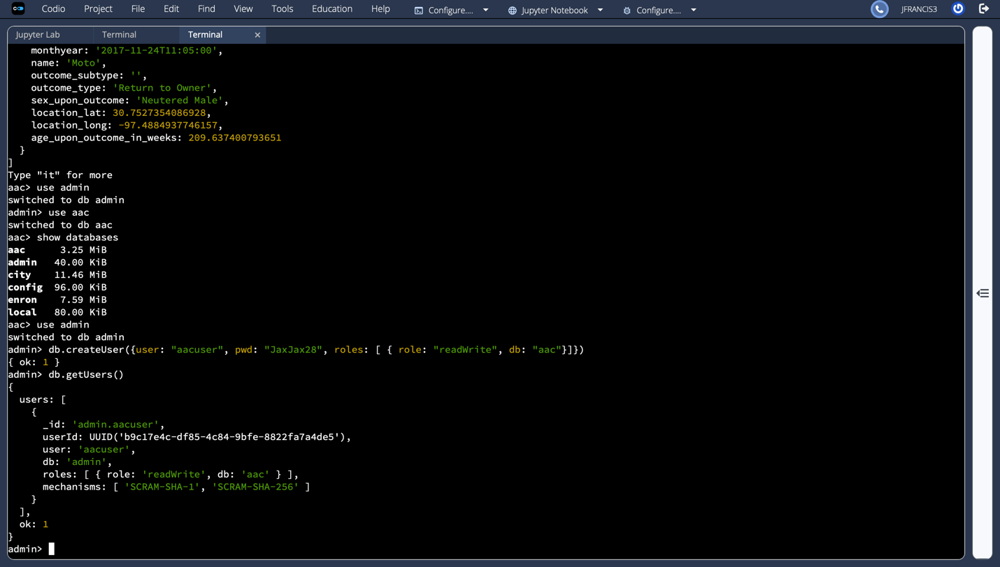 Codio Project File Edit Find View Tools Education Help Configure.... Jupyter Notebook Configure.... JFRANCIS3
Jupyter Lab Terminal Terminal ×
    monthyear: '2017-11-24T11:05:00',
    name: 'Moto',
    outcome_subtype: '',
    outcome_type: 'Return to Owner',
    sex_upon_outcome: 'Neutered Male',
    location_lat: 30.7527354086928,
    location_long: -97.4884937746157,
    age_upon_outcome_in_weeks: 209.637400793651
  }
]
Type "it" for more
aac> use admin
switched to db admin
admin> use aac
switched to db aac
aac> show databases
aac      3.25 MiB
admin   40.00 KiB
city    11.46 MiB
config  96.00 KiB
enron    7.59 MiB
local   80.00 KiB
aac> use admin
switched to db admin
admin> db.createUser({user: "aacuser", pwd: "JaxJax28", roles: [ { role: "readWrite", db: "aac"}]})
{ ok: 1 }
admin> db.getUsers()
{
  users: [
    {
      _id: 'admin.aacuser',
      userId: UUID('b9c17e4c-df85-4c84-9bfe-8822fa7a4de5'),
      user: 'aacuser',
      db: 'admin',
      roles: [ { role: 'readWrite', db: 'aac' } ],
      mechanisms: [ 'SCRAM-SHA-1', 'SCRAM-SHA-256' ]
    }
  ],
  ok: 1
}
admin>